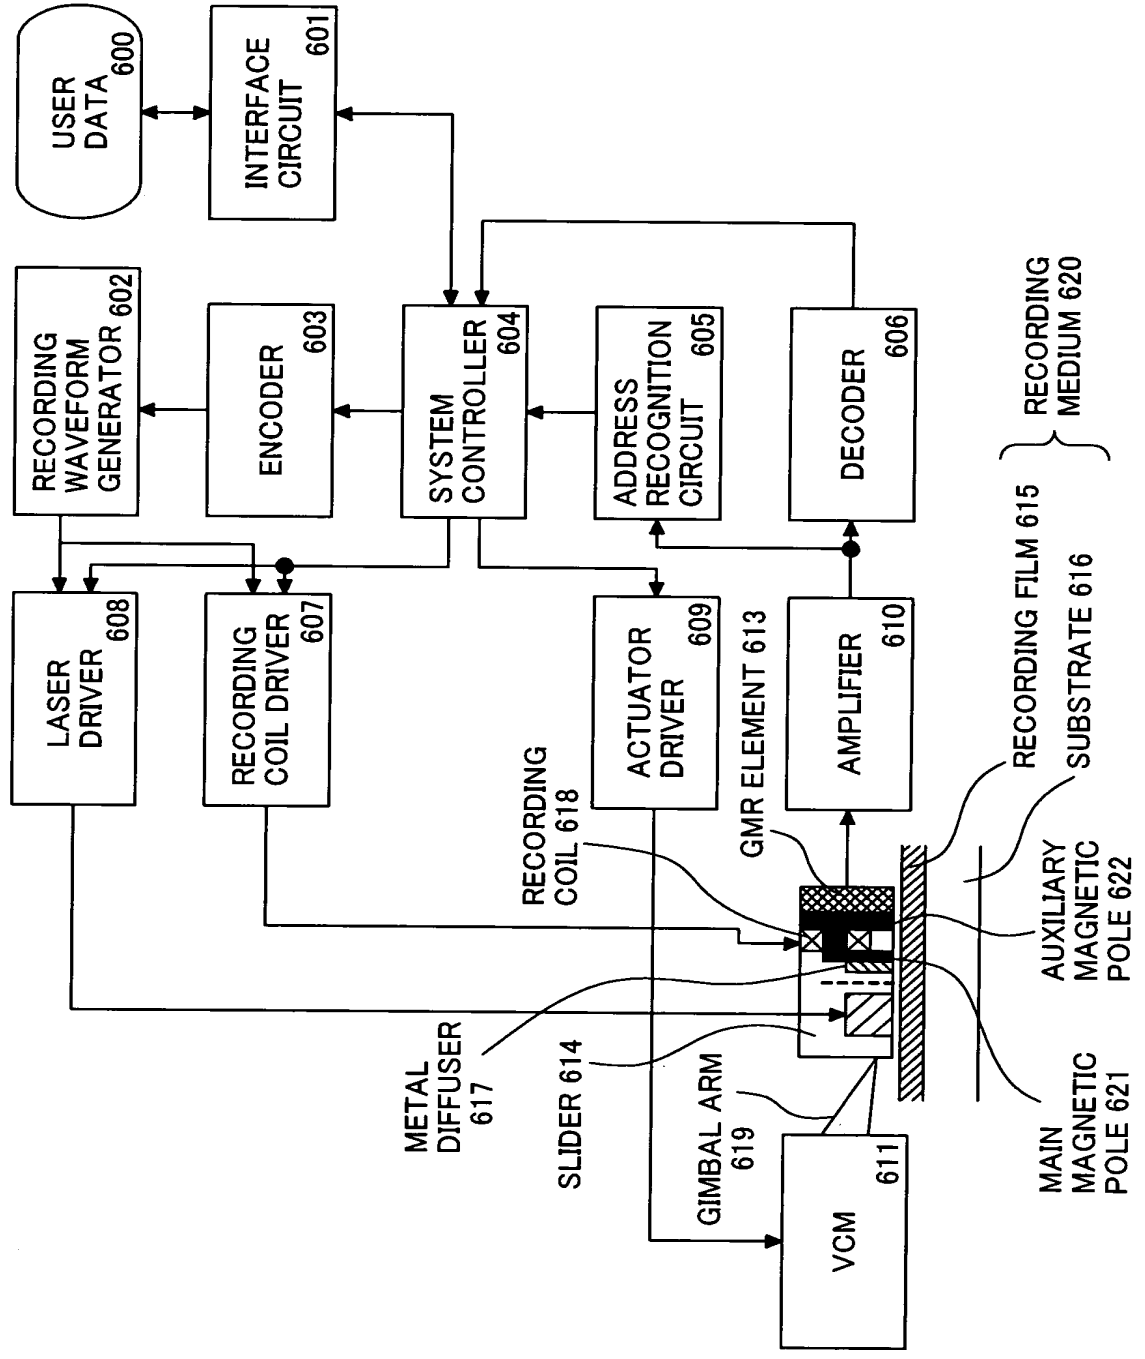 USER
DATA
600
INTERFACE
CIRCUIT
601
RECORDING
WAVEFORM
GENERATOR
602
ENCODER
603
SYSTEM
CONTROLLER
604
ADDRESS
RECOGNITION
CIRCUIT
605
DECODER
606
RECORDING
MEDIUM 620
LASER
DRIVER
608
RECORDING
COIL DRIVER
607
ACTUATOR
DRIVER
609
AMPLIFIER
610
RECORDING
COIL 618
GMR ELEMENT 613
RECORDING FILM 615
SUBSTRATE 616
METAL
DIFFUSER
617
SLIDER 614
GIMBAL ARM
619
VCM
611
MAIN
MAGNETIC
POLE 621
AUXILIARY
MAGNETIC
POLE 622